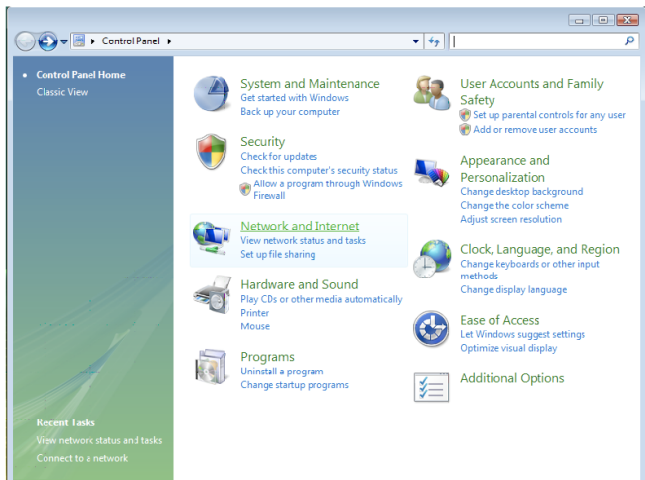 Control Panel
Control Panel Home
Classic View
System and Maintenance
Get started with Windows
Back up your computer
Security
Check for updates
Check this computer's security status
Allow a program through Windows
Firewall
Network and Internet
View network status and tasks
Set up file sharing
Hardware and Sound
Play CDs or other media automatically
Printer
Mouse
Programs
Uninstall a program
Change startup programs
User Accounts and Family
Safety
Set up parental controls for any user
Add or remove user accounts
Appearance and
Personalization
Change desktop background
Change the color scheme
Adjust screen resolution
Clock, Language, and Region
Change keyboards or other input
methods
Change display language
Ease of Access
Let Windows suggest settings
Optimize visual display
Additional Options
Recent Tasks
View network status and tasks
Connect to a network